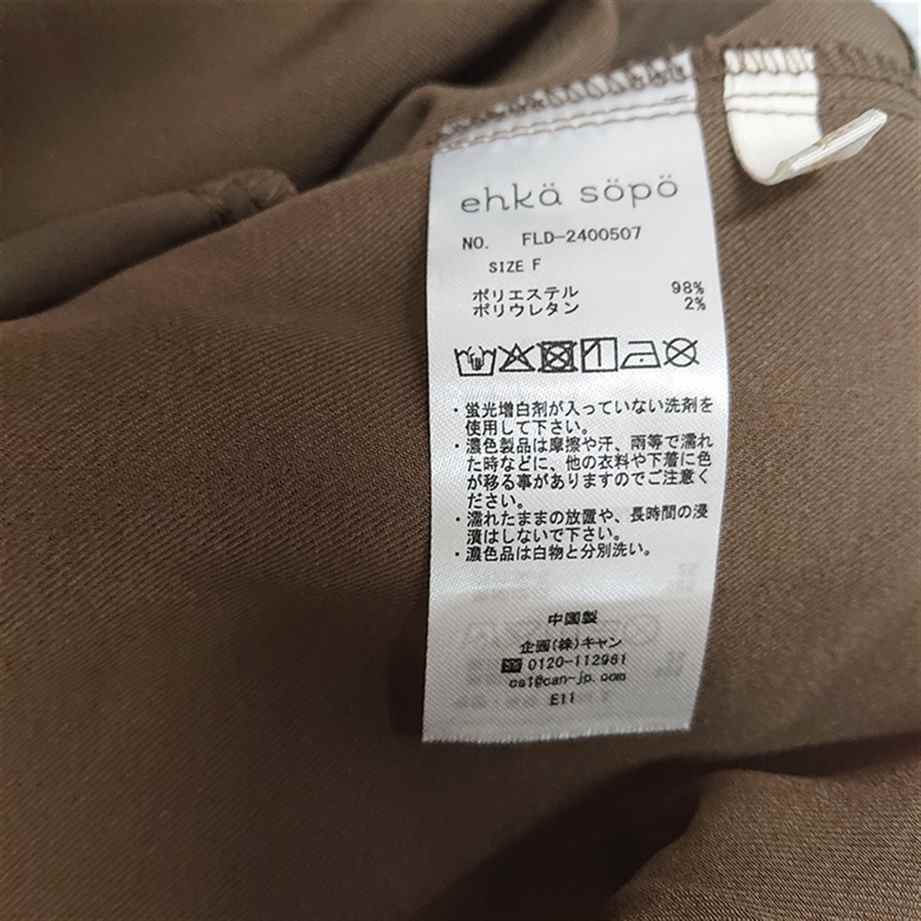 ehkä söpö
NO. FLD-2400507
SIZE F
ポリエステル 98%
ポリウレタン 2%
・蛍光増白剤が入っていない洗剤を
使用して下さい。
・濃色製品は摩擦や汗、雨等で濡れ
た時などに、他の衣料や下着に色
が移る事がありますのでご注意く
ださい。
・濡れたままの放置や、長時間の浸
漬はしないで下さい。
・濃色品は白物と分別洗い。
中国製
企画(株)キャン
0120-112961
cs1@can-jp.com
E11